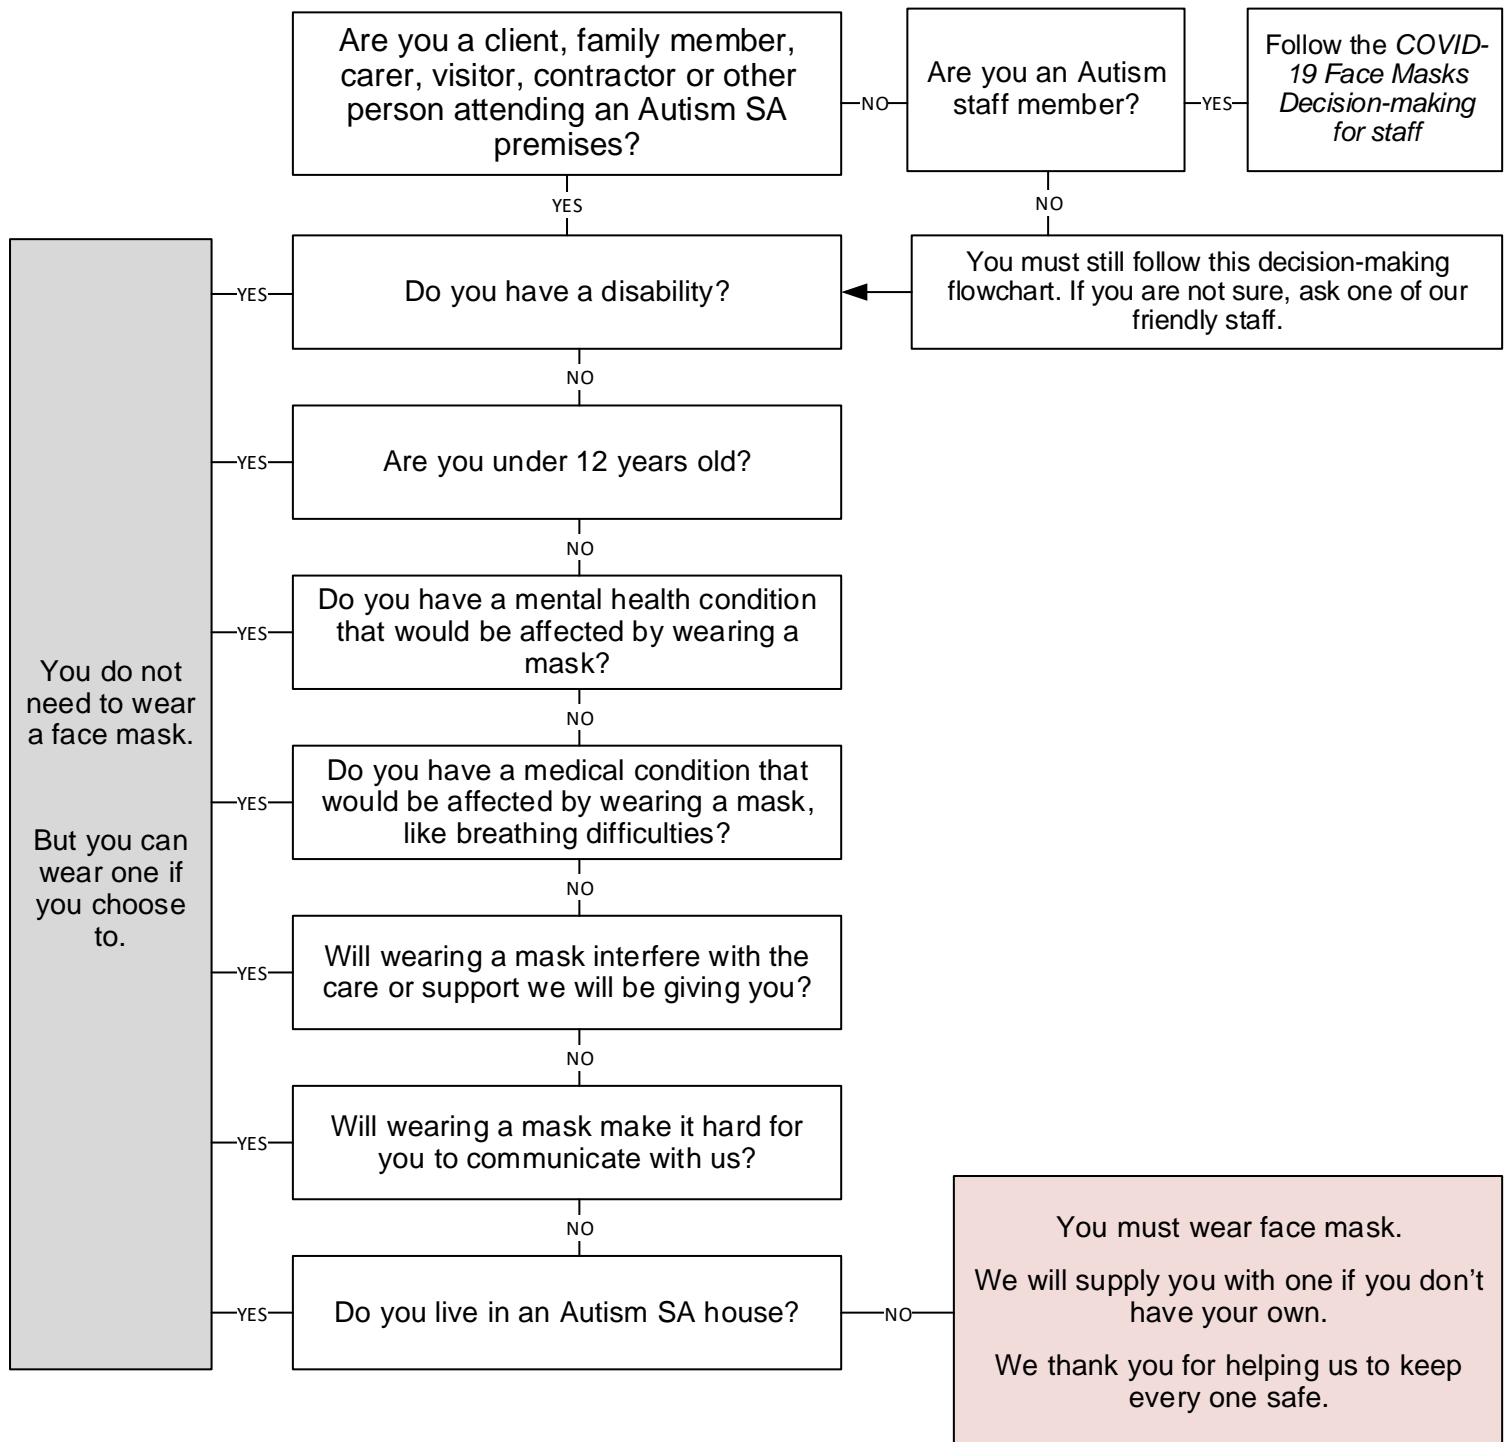 Are you a client, family member,
carer, visitor, contractor or other
person attending an Autism SA
premises?
NO
Are you an Autism
staff member?
YES
Follow the COVID-
19 Face Masks
Decision-making
for staff
YES
NO
You must still follow this decision-making
flowchart. If you are not sure, ask one of our
friendly staff.
Do you have a disability?
YES
NO
Are you under 12 years old?
YES
NO
Do you have a mental health condition
that would be affected by wearing a
mask?
YES
NO
Do you have a medical condition that
would be affected by wearing a mask,
like breathing difficulties?
YES
NO
Will wearing a mask interfere with the
care or support we will be giving you?
YES
NO
Will wearing a mask make it hard for
you to communicate with us?
YES
NO
Do you live in an Autism SA house?
YES
NO
You do not
need to wear
a face mask.
But you can
wear one if
you choose
to.
You must wear face mask.
We will supply you with one if you don't
have your own.
We thank you for helping us to keep
every one safe.